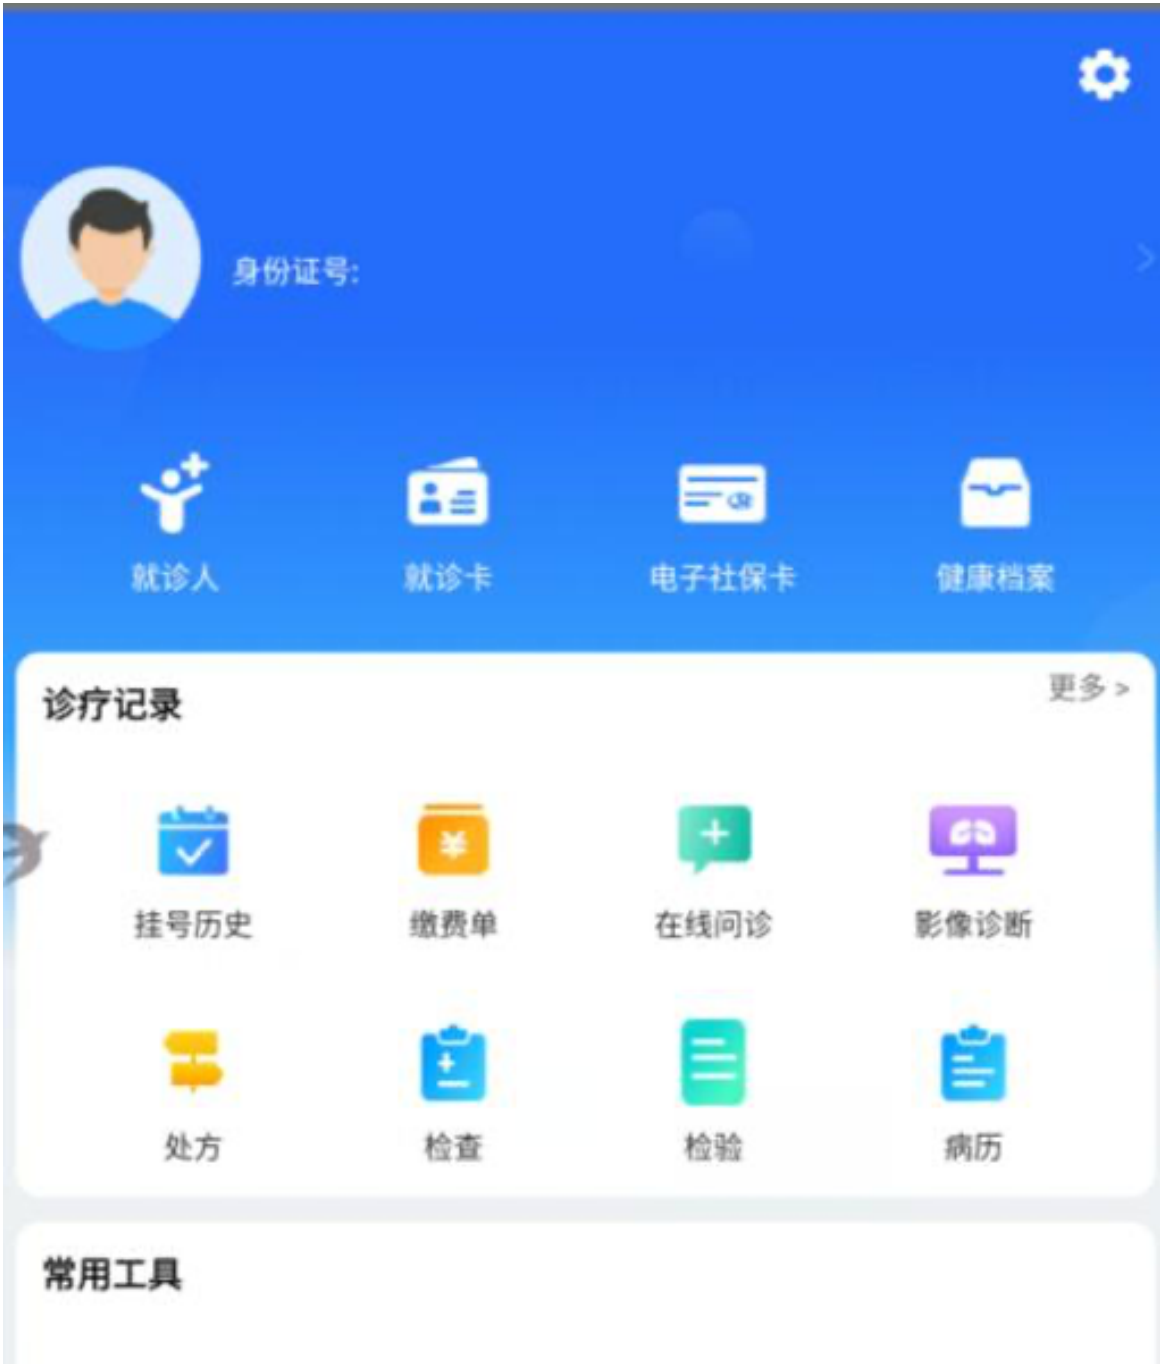 身份证号:
就诊人 就诊卡 电子社保卡 健康档案
诊疗记录 更多 >
挂号历史 缴费单 在线问诊 影像诊断
处方 检查 检验 病历
常用工具